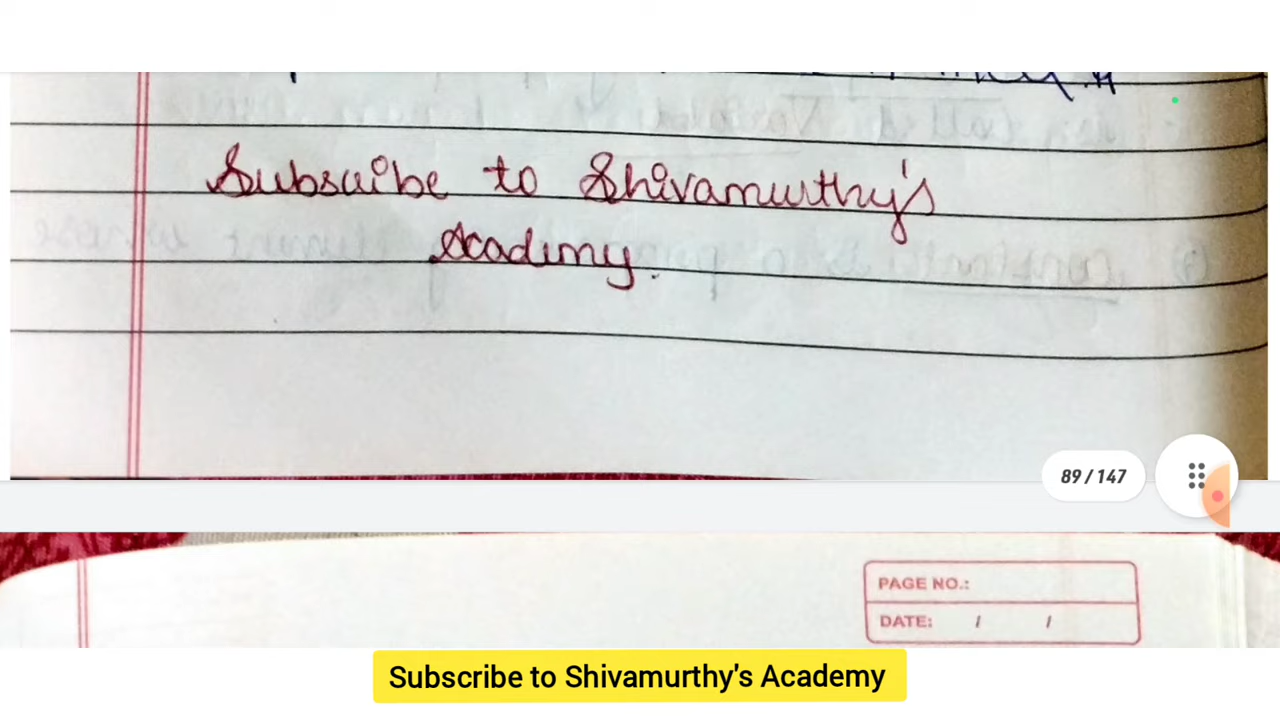 Subscribe to Shivamurthy's
Academy.
89 / 147
PAGE NO.:
DATE: / /
Subscribe to Shivamurthy's Academy